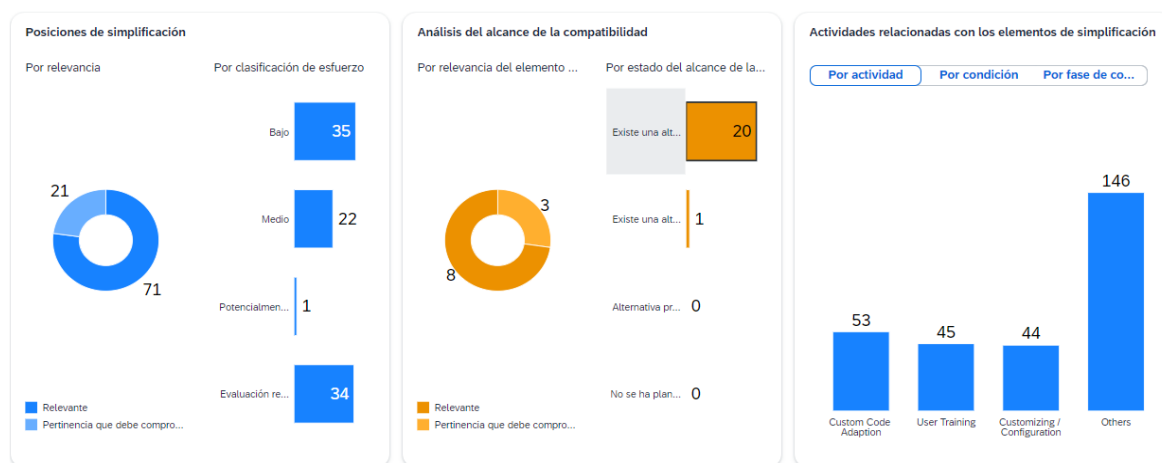 Posiciones de simplificación
Por relevancia
Por clasificación de esfuerzo
Bajo
35
Medio
22
Potencialmen...
1
Evaluación re...
34
21
71
Relevante
Pertinencia que debe compro...
Análisis del alcance de la compatibilidad
Por relevancia del elemento ...
Por estado del alcance de la...
Existe una alt...
20
Existe una alt...
1
Alternativa pr...
0
No se ha plan...
0
3
8
Relevante
Pertinencia que debe compro...
Actividades relacionadas con los elementos de simplificación
Por actividad
Por condición
Por fase de co...
53
45
44
146
Custom Code
Adaption
User Training
Customizing /
Configuration
Others